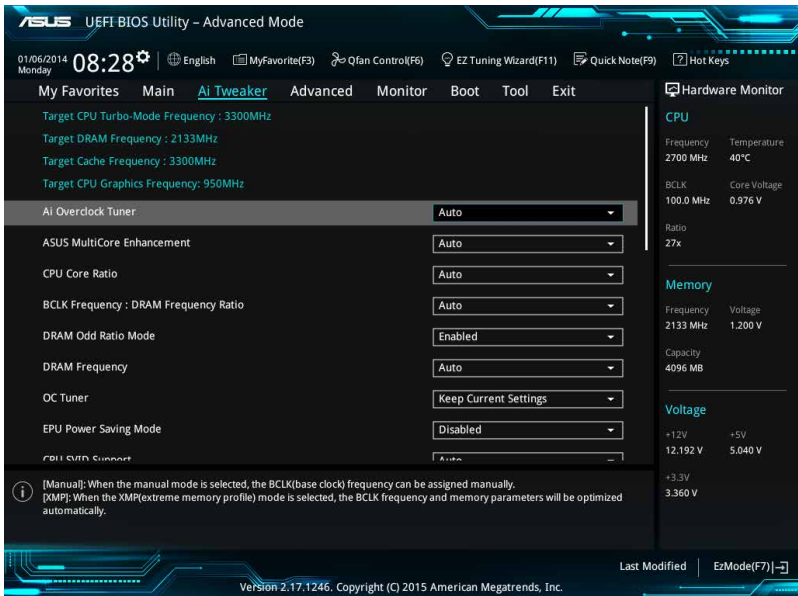 ASUS UEFI BIOS Utility – Advanced Mode
01/06/2014 Monday 08:28 English MyFavorite(F3) Qfan Control(F6) EZ Tuning Wizard(F11) Quick Note(F9) ? Hot Keys
My Favorites Main Ai Tweaker Advanced Monitor Boot Tool Exit
Target CPU Turbo-Mode Frequency : 3300MHz
Target DRAM Frequency : 2133MHz
Target Cache Frequency : 3300MHz
Target CPU Graphics Frequency: 950MHz
Ai Overclock Tuner Auto
ASUS MultiCore Enhancement Auto
CPU Core Ratio Auto
BCLK Frequency : DRAM Frequency Ratio Auto
DRAM Odd Ratio Mode Enabled
DRAM Frequency Auto
OC Tuner Keep Current Settings
EPU Power Saving Mode Disabled
CPU SVID Support Auto
[Manual]: When the manual mode is selected, the BCLK(base clock) frequency can be assigned manually.
[XMP]: When the XMP(extreme memory profile) mode is selected, the BCLK frequency and memory parameters will be optimized
automatically.
Hardware Monitor
CPU
Frequency Temperature
2700 MHz 40°C
BCLK Core Voltage
100.0 MHz 0.976 V
Ratio
27x
Memory
Frequency Voltage
2133 MHz 1.200 V
Capacity
4096 MB
Voltage
+12V +5V
12.192 V 5.040 V
+3.3V
3.360 V
Last Modified EzMode(F7)
Version 2.17.1246. Copyright (C) 2015 American Megatrends, Inc.